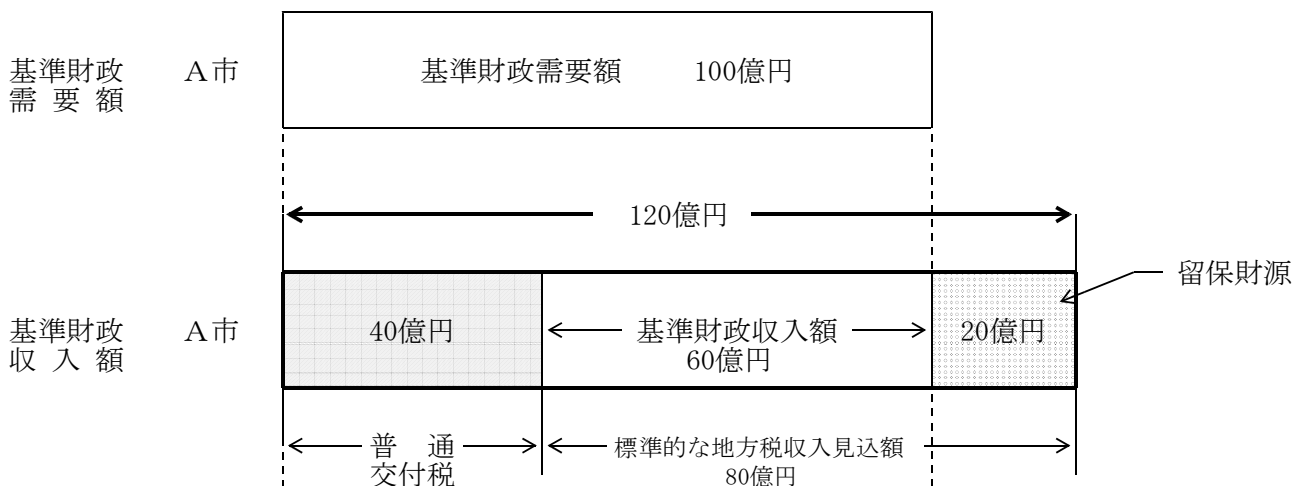 基準財政
需要額
A市
基準財政需要額 100億円
120億円
留保財源
基準財政
収入額
A市
40億円
基準財政収入額
60億円
20億円
普通
交付税
標準的な地方税収入見込額
80億円